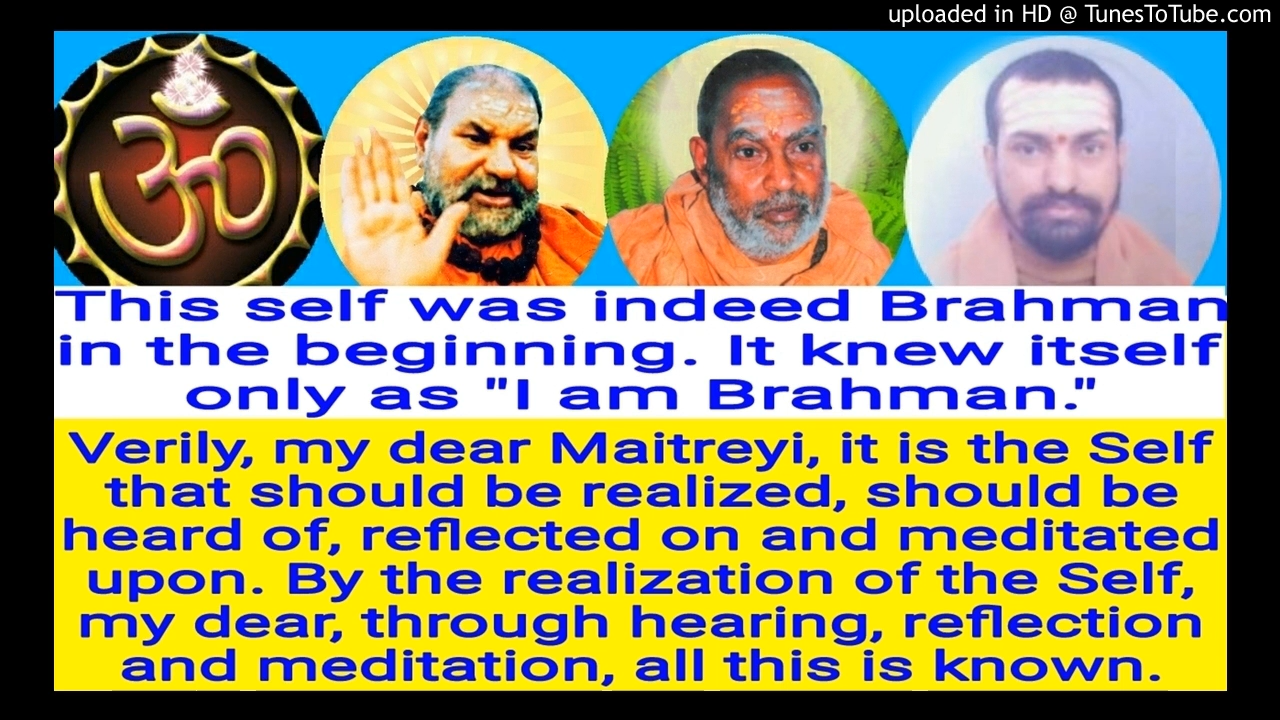 uploaded in HD @ TunesToTube.com
ॐ
This self was indeed Brahman
in the beginning. It knew itself
only as "I am Brahman."
Verily, my dear Maitreyi, it is the Self
that should be realized, should be
heard of, reflected on and meditated
upon. By the realization of the Self,
my dear, through hearing, reflection
and meditation, all this is known.